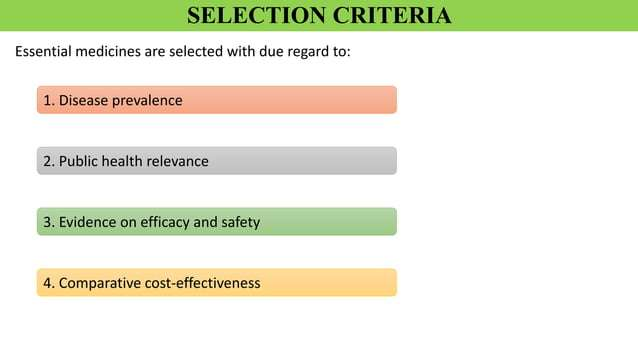 SELECTION CRITERIA
Essential medicines are selected with due regard to:
1. Disease prevalence
2. Public health relevance
3. Evidence on efficacy and safety
4. Comparative cost-effectiveness